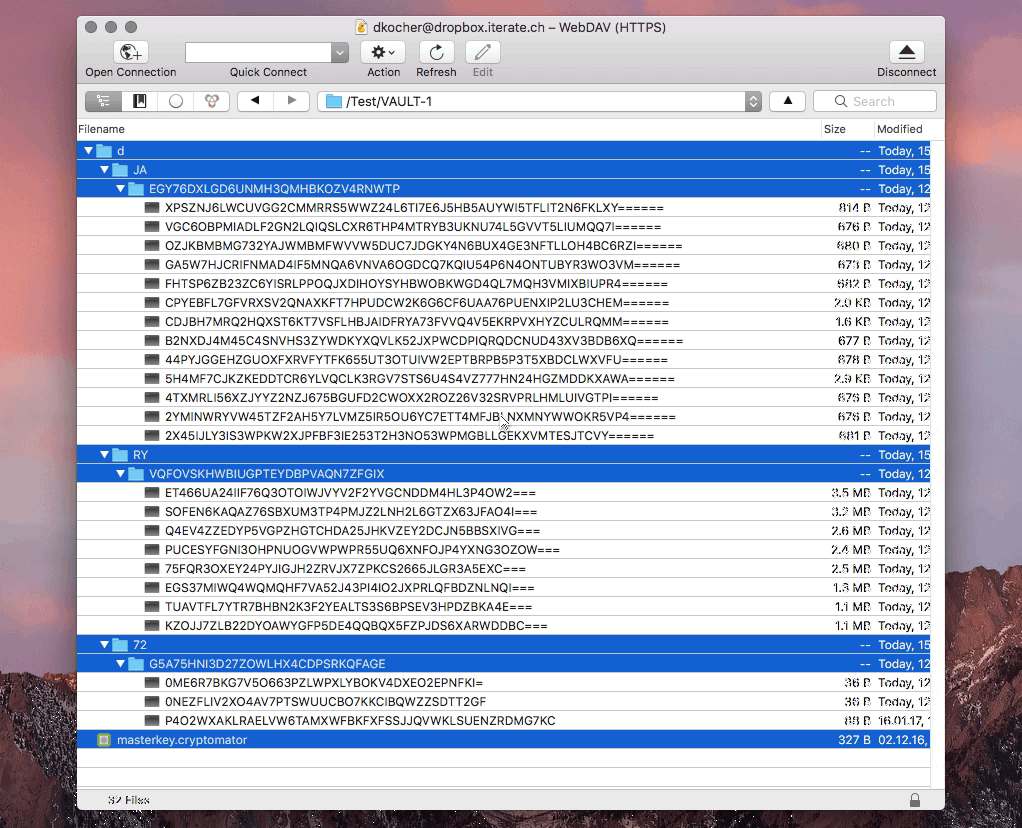 dkocher@dropbox.iterate.ch – WebDAV (HTTPS)
Open Connection Quick Connect Action Refresh Edit Disconnect
/Test/VAULT-1 Search
Filename Size Modified
d -- Today, 15
JA -- Today, 15
EGY76DXLGD6UNMH3QMHBKOZV4RNWTP -- Today, 12
XPSZNJ6LWCUVGG2CMMRRS5WWZ24L6TI7E6J5HB5AUYWI5TFLIT2N6FKLXY====== 814 B Today, 12
VGC6OBPMIADLF2GN2LQIQSLCXR6THP4MTRYB3UKNU74L5GVVT5LIUMQQ7I====== 676 B Today, 12
OZJKBMBMG732YAJWMBMFWVVW5DUC7JDGKY4N6BUX4GE3NFTLLOH4BC6RZI====== 680 B Today, 12
GA5W7HJCRIFNMAD4IF5MNQA6VNVA6OGDCQ7KQIU54P6N4ONTUBYR3WO3VM====== 673 B Today, 12
FHTSP6ZB23ZC6YISRLPPOQJXDIHOYSYHBWOBKWGD4QL7MQH3VMIXBIUPR4====== 682 B Today, 12
CPYEBFL7GFVRXSV2QNAXKFT7HPUDCW2K6G6CF6UAA76PUENXIP2LU3CHEM====== 2.0 KB Today, 12
CDJBH7MRQ2HQXST6KT7VSFLHBJAIDFRYA73FVVQ4V5EKRPVXHYZCULRQMM====== 1.6 KB Today, 12
B2NXDJ4M45C4SNVHS3ZYWDKYXQVLK52JXPWCDPIQRQDCNUD43XV3BDB6XQ====== 677 B Today, 12
44PYJGGEHZGUOXFXRVFYTFK655UT3OTUIVW2EPTBRPB5P3T5XBDCLWXVFU====== 678 B Today, 12
5H4MF7CJKZKEDDTCR6YLVQCLK3RGV7STS6U4S4VZ777HN24HGZMDDKXAWA====== 2.9 KB Today, 12
4TXMRLI56XZJYYZ2NZJ675BGUFD2CWOXX2ROZ26V32SRVPRLHMLUIVGTPI====== Today, 12
Today, 12
2X45IJLY3IS3WPKW2XJPFBF3IE253T2H3NO53WPMGBLLGEKXVMTESJTCVY====== 681 B Today, 12
RY -- Today, 15
VQFOVSKHWBIUGPTEYDBPVAQN7ZFGIX -- Today, 12
ET466UA24IIF76Q3OTOIWJVYV2F2YVGCNDDM4HL3P4OW2=== 3.5 MB Today, 12
SOFEN6KAQAZ76SBXUM3TP4PMJZ2LNH2L6GTZX63JFAO4I=== 3.2 MB Today, 12
Q4EV4ZZEDYP5VGPZHGTCHDA25JHKVZEY2DCJN5BBSXIVG=== 2.6 MB Today, 12
PUCESYFGNI3OHPNUOGVWPWPR55UQ6XNFOJP4YXNG3OZOW=== 2.4 MB Today, 12
75FQR3OXEY24PYJIGJH2ZRVJX7ZPKCS2665JLGR3A5EXC=== 2.5 MB Today, 12
EGS37MIWQ4WQMQHF7VA52J43PI4IO2JXPRLQFBDZNLNQI=== 1.3 MB Today, 12
TUAVTFL7YTR7BHBN2K3F2YEALTS3S6BPSEV3HPDZBKA4E=== 1.1 MB Today, 12
KZOJJ7ZLB22DYOAWYGFP5DE4QQBQX5FZPJDS6XARWDDBC=== 1.1 MB Today, 12
72 -- Today, 15
G5A75HNI3D27ZOWLHX4CDPSRKQFAGE -- Today, 12
0ME6R7BKG7V5O663PZLWPXLYBOKV4DXEO2EPNFKI= 36 B Today, 12
0NEZFLIV2XO4AV7PTSWUUCBO7KKCIBQWZZSDTT2GF 36 B Today, 12
P4O2WXAKLRAELVW6TAMXWFBKFXFSSJJQVWKLSUENZRDMG7KC 88 B 16.01.17,
masterkey.cryptomator 327 B 02.12.16,
32 Files